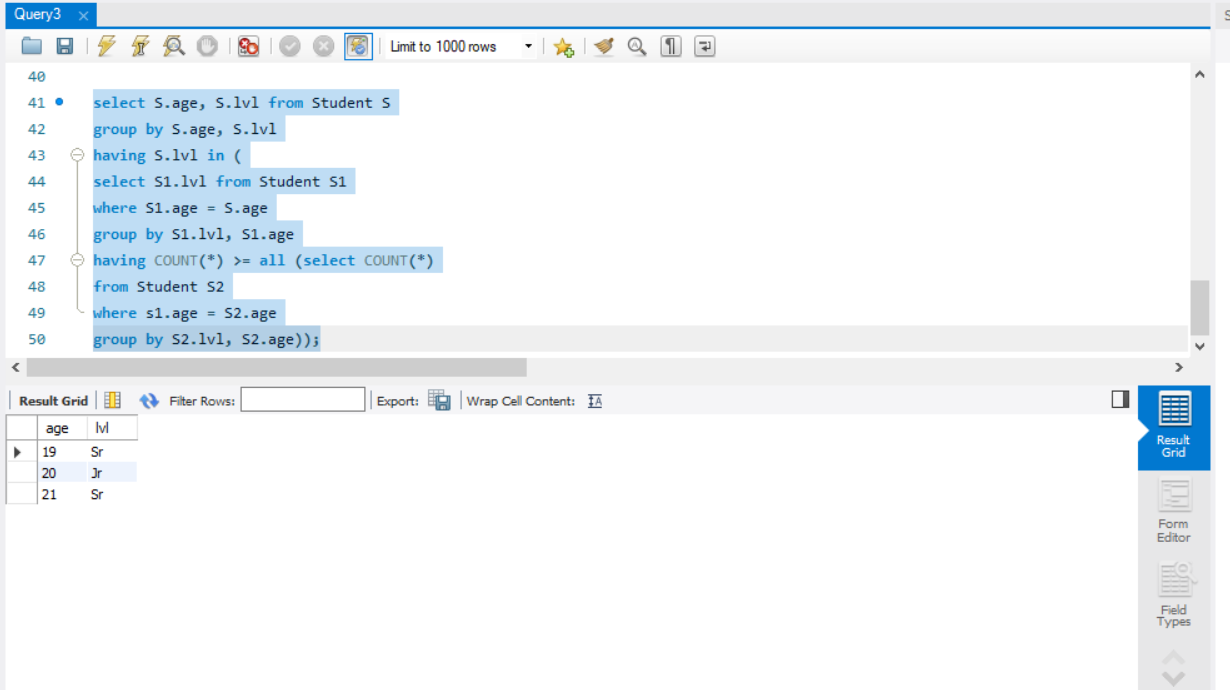 Query3
Limit to 1000 rows
40
41 select S.age, S.lvl from Student S
42 group by S.age, S.lvl
43 having S.lvl in (
44 select S1.lvl from Student S1
45 where S1.age = S.age
46 group by S1.lvl, S1.age
47 having COUNT(*) >= all (select COUNT(*)
48 from Student S2
49 where s1.age = S2.age
50 group by S2.lvl, S2.age));
Result Grid Filter Rows: Export: Wrap Cell Content: IA
age lvl
19 Sr
20 Jr
21 Sr
Result
Grid
Form
Editor
Field
Types